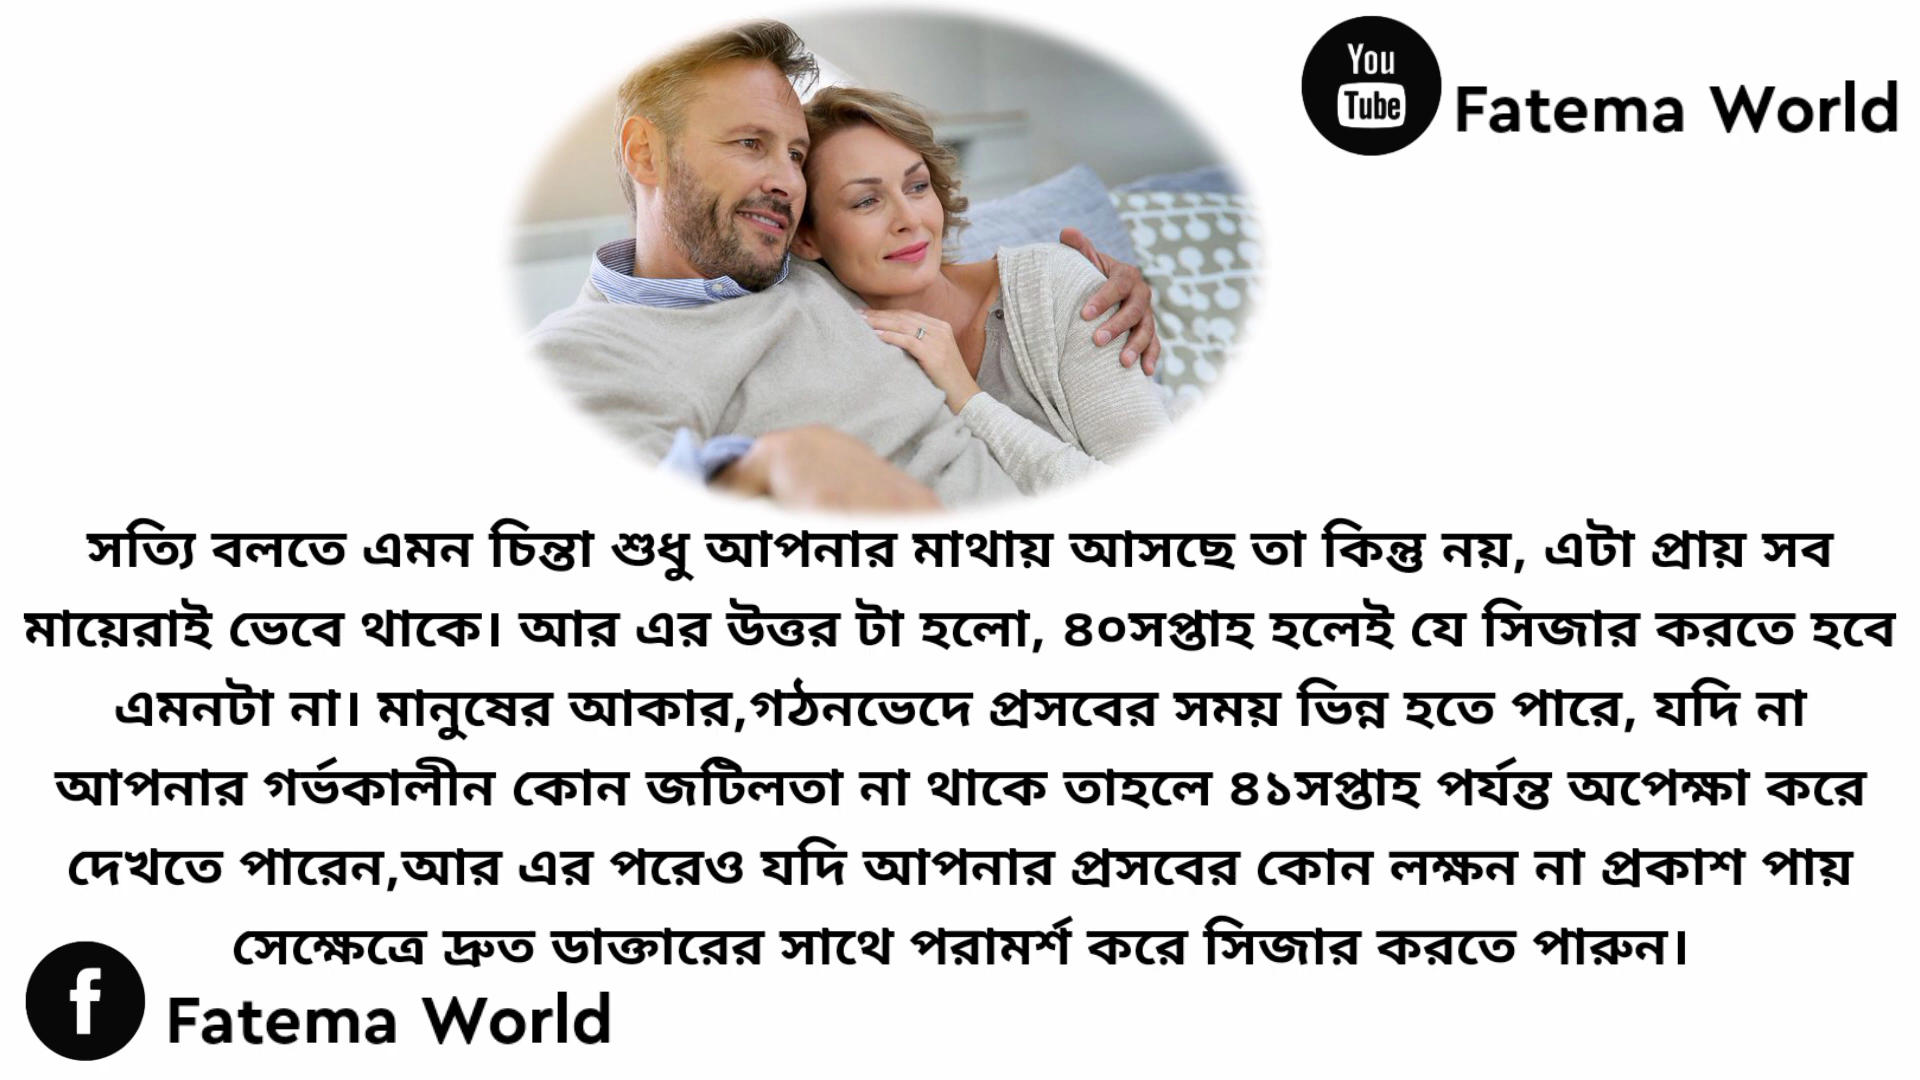 You
Tube
Fatema World
সত্যি বলতে এমন চিন্তা শুধু আপনার মাথায় আসছে তা কিন্তু নয়, এটা প্রায় সব
মায়েরাই ভেবে থাকে। আর এর উত্তর টা হলো, ৪০সপ্তাহ হলেই যে সিজার করতে হবে
এমনটা না। মানুষের আকার,গঠনভেদে প্রসবের সময় ভিন্ন হতে পারে, যদি না
আপনার গর্ভকালীন কোন জটিলতা না থাকে তাহলে ৪১সপ্তাহ পর্যন্ত অপেক্ষা করে
দেখতে পারেন,আর এর পরেও যদি আপনার প্রসবের কোন লক্ষন না প্রকাশ পায়
সেক্ষেত্রে দ্রুত ডাক্তারের সাথে পরামর্শ করে সিজার করতে পারুন।
f
Fatema World